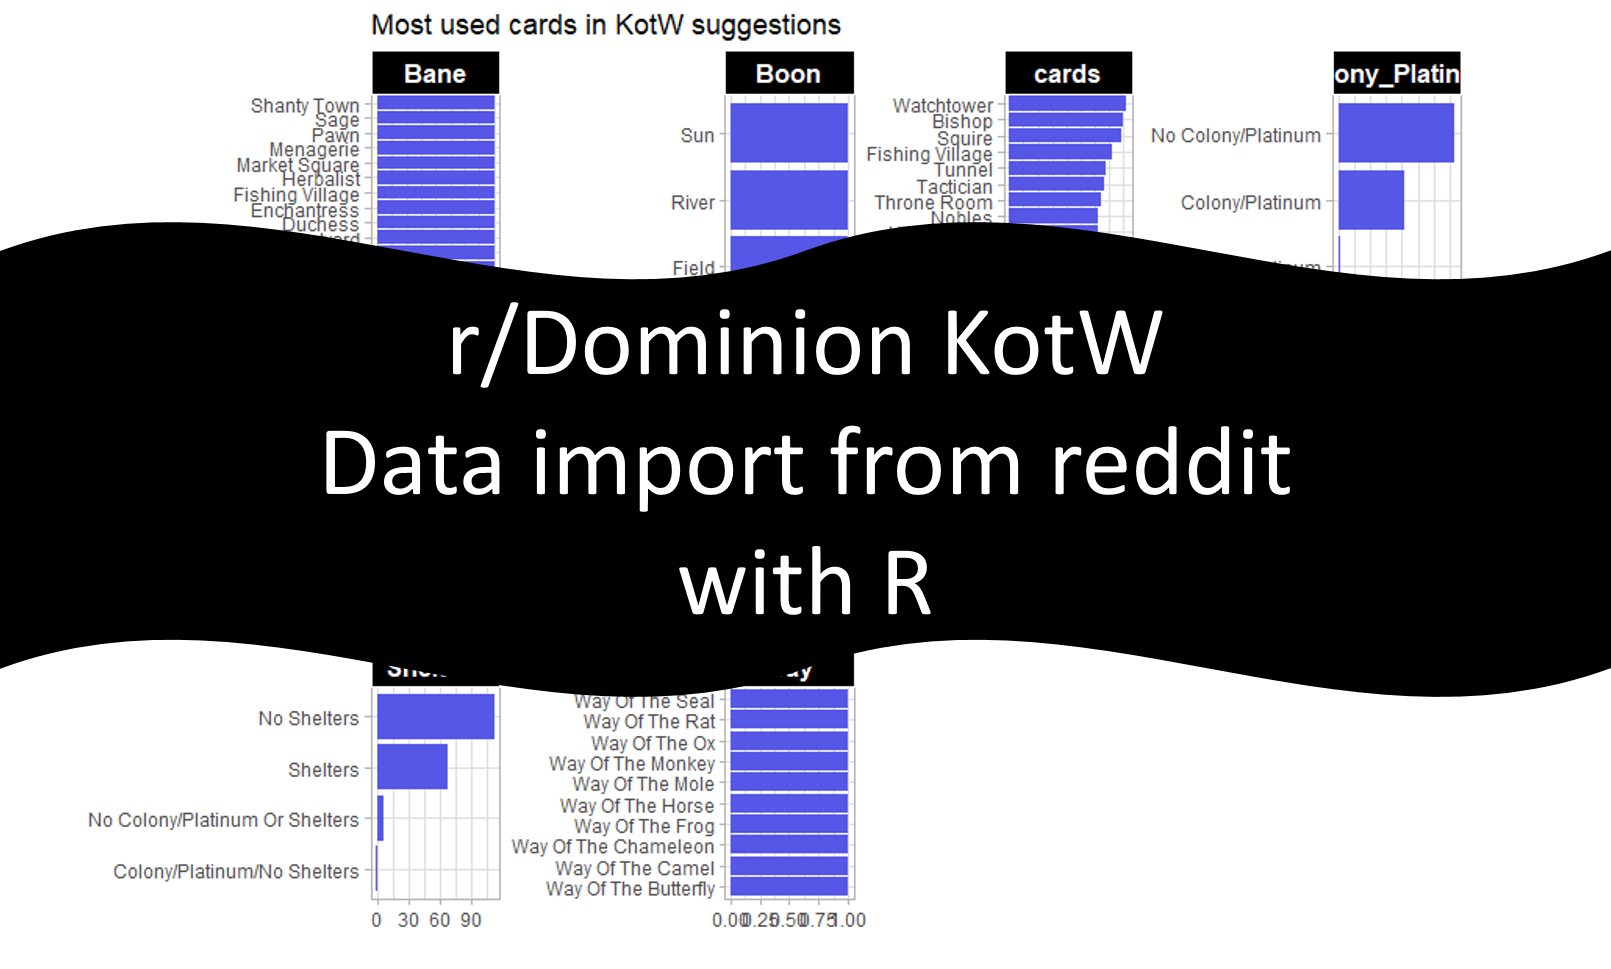 Most used cards in KotW suggestions
Bane
Boon
cards
ony_Platin
Shanty Town
Sage
Pawn
Menagerie
Market Square
Herbalist
Fishing Village
Enchantress
Duchess
Sun
River
Field
Watchtower
Bishop
Squire
Fishing Village
Tunnel
Tactician
Throne Room
Nobles
No Colony/Platinum
Colony/Platinum
r/Dominion KotW
Data import from reddit
with R
No Shelters
Shelters
No Colony/Platinum Or Shelters
Colony/Platinum/No Shelters
0 30 60 90
Way Of The Seal
Way Of The Rat
Way Of The Ox
Way Of The Monkey
Way Of The Mole
Way Of The Horse
Way Of The Frog
Way Of The Chameleon
Way Of The Camel
Way Of The Butterfly
0.00 0.25 0.50 0.75 1.00